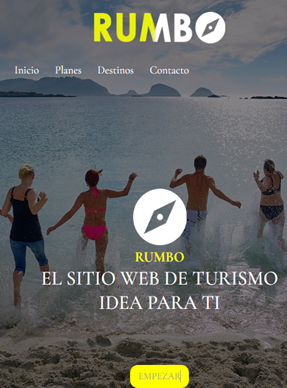 RUMBO
Inicio Planes Destinos Contacto
RUMBO
EL SITIO WEB DE TURISMO
IDEA PARA TI
EMPEZAR